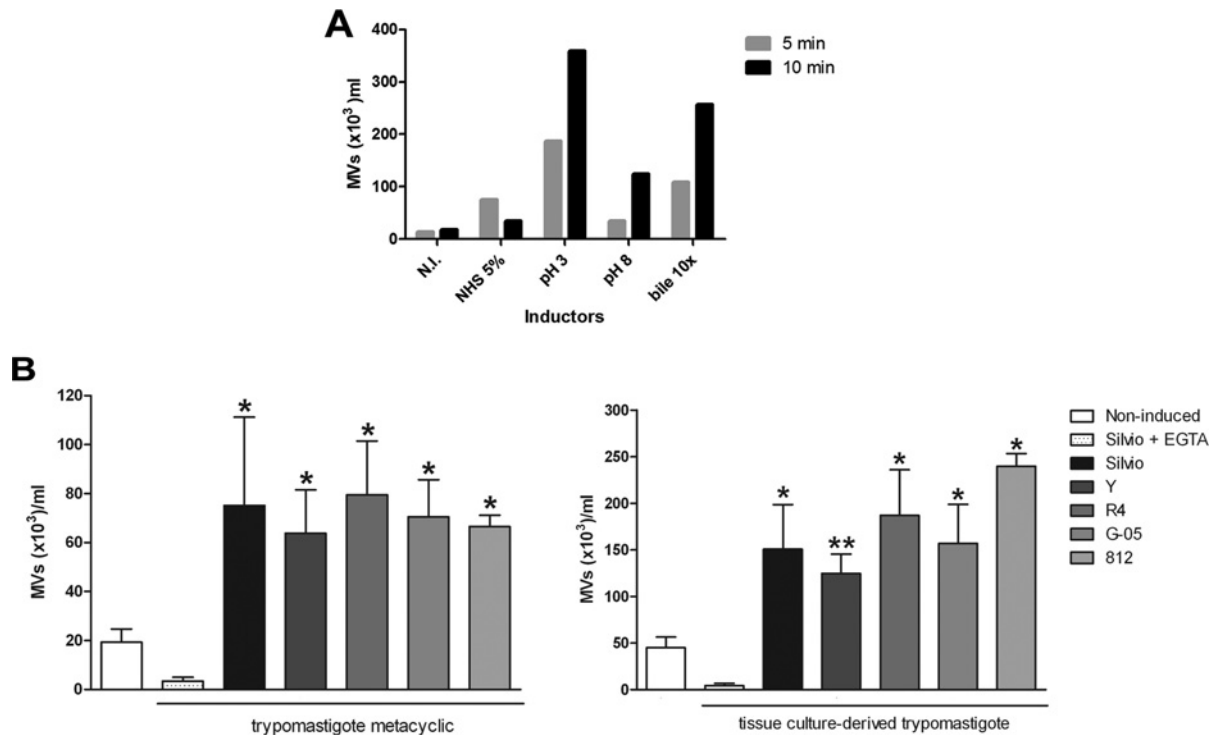 A
400
300
200
100
0
MVs (x10³)ml
5 min
10 min
N.I.
NHS 5%
pH 3
pH 8
bile 10x
Inductors
B
120
100
80
60
40
20
0
MVs (x10³)/ml
*
*
*
*
*
trypomastigote metacyclic
300
250
200
150
100
50
0
MVs (x10³)/ml
*
**
*
*
*
tissue culture-derived trypomastigote
Non-induced
Silvio + EGTA
Silvio
Y
R4
G-05
812